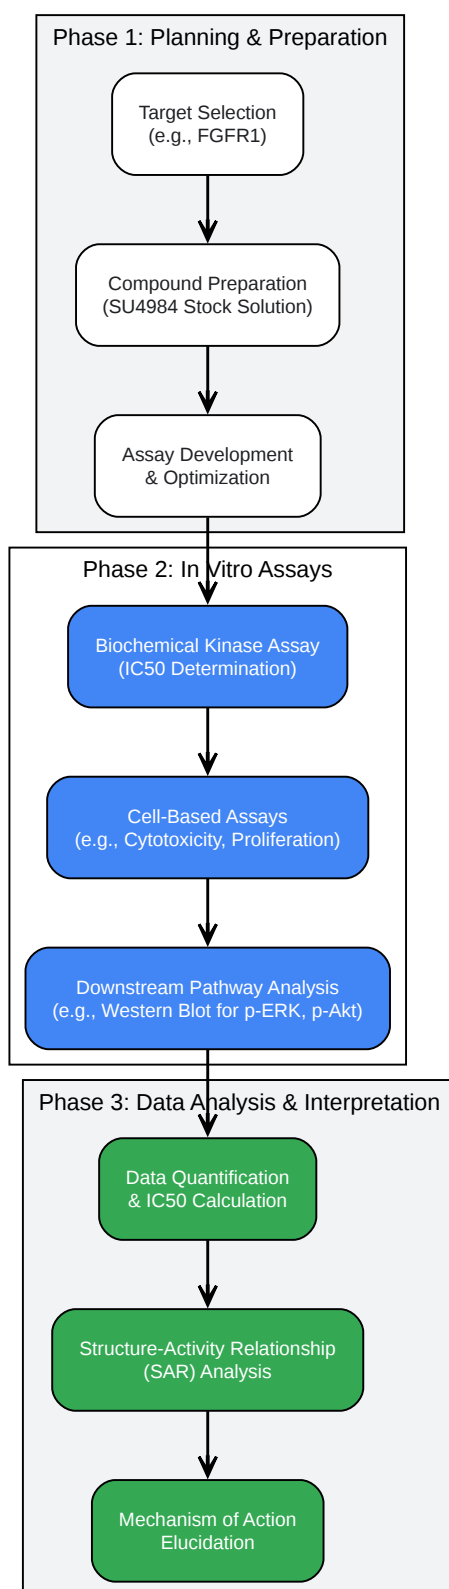 Phase 1: Planning & Preparation
Target Selection
(e.g., FGFR1)
Compound Preparation
(SU4984 Stock Solution)
Assay Development
& Optimization
Phase 2: In Vitro Assays
Biochemical Kinase Assay
(IC50 Determination)
Cell-Based Assays
(e.g., Cytotoxicity, Proliferation)
Downstream Pathway Analysis
(e.g., Western Blot for p-ERK, p-Akt)
Phase 3: Data Analysis & Interpretation
Data Quantification
& IC50 Calculation
Structure-Activity Relationship
(SAR) Analysis
Mechanism of Action
Elucidation